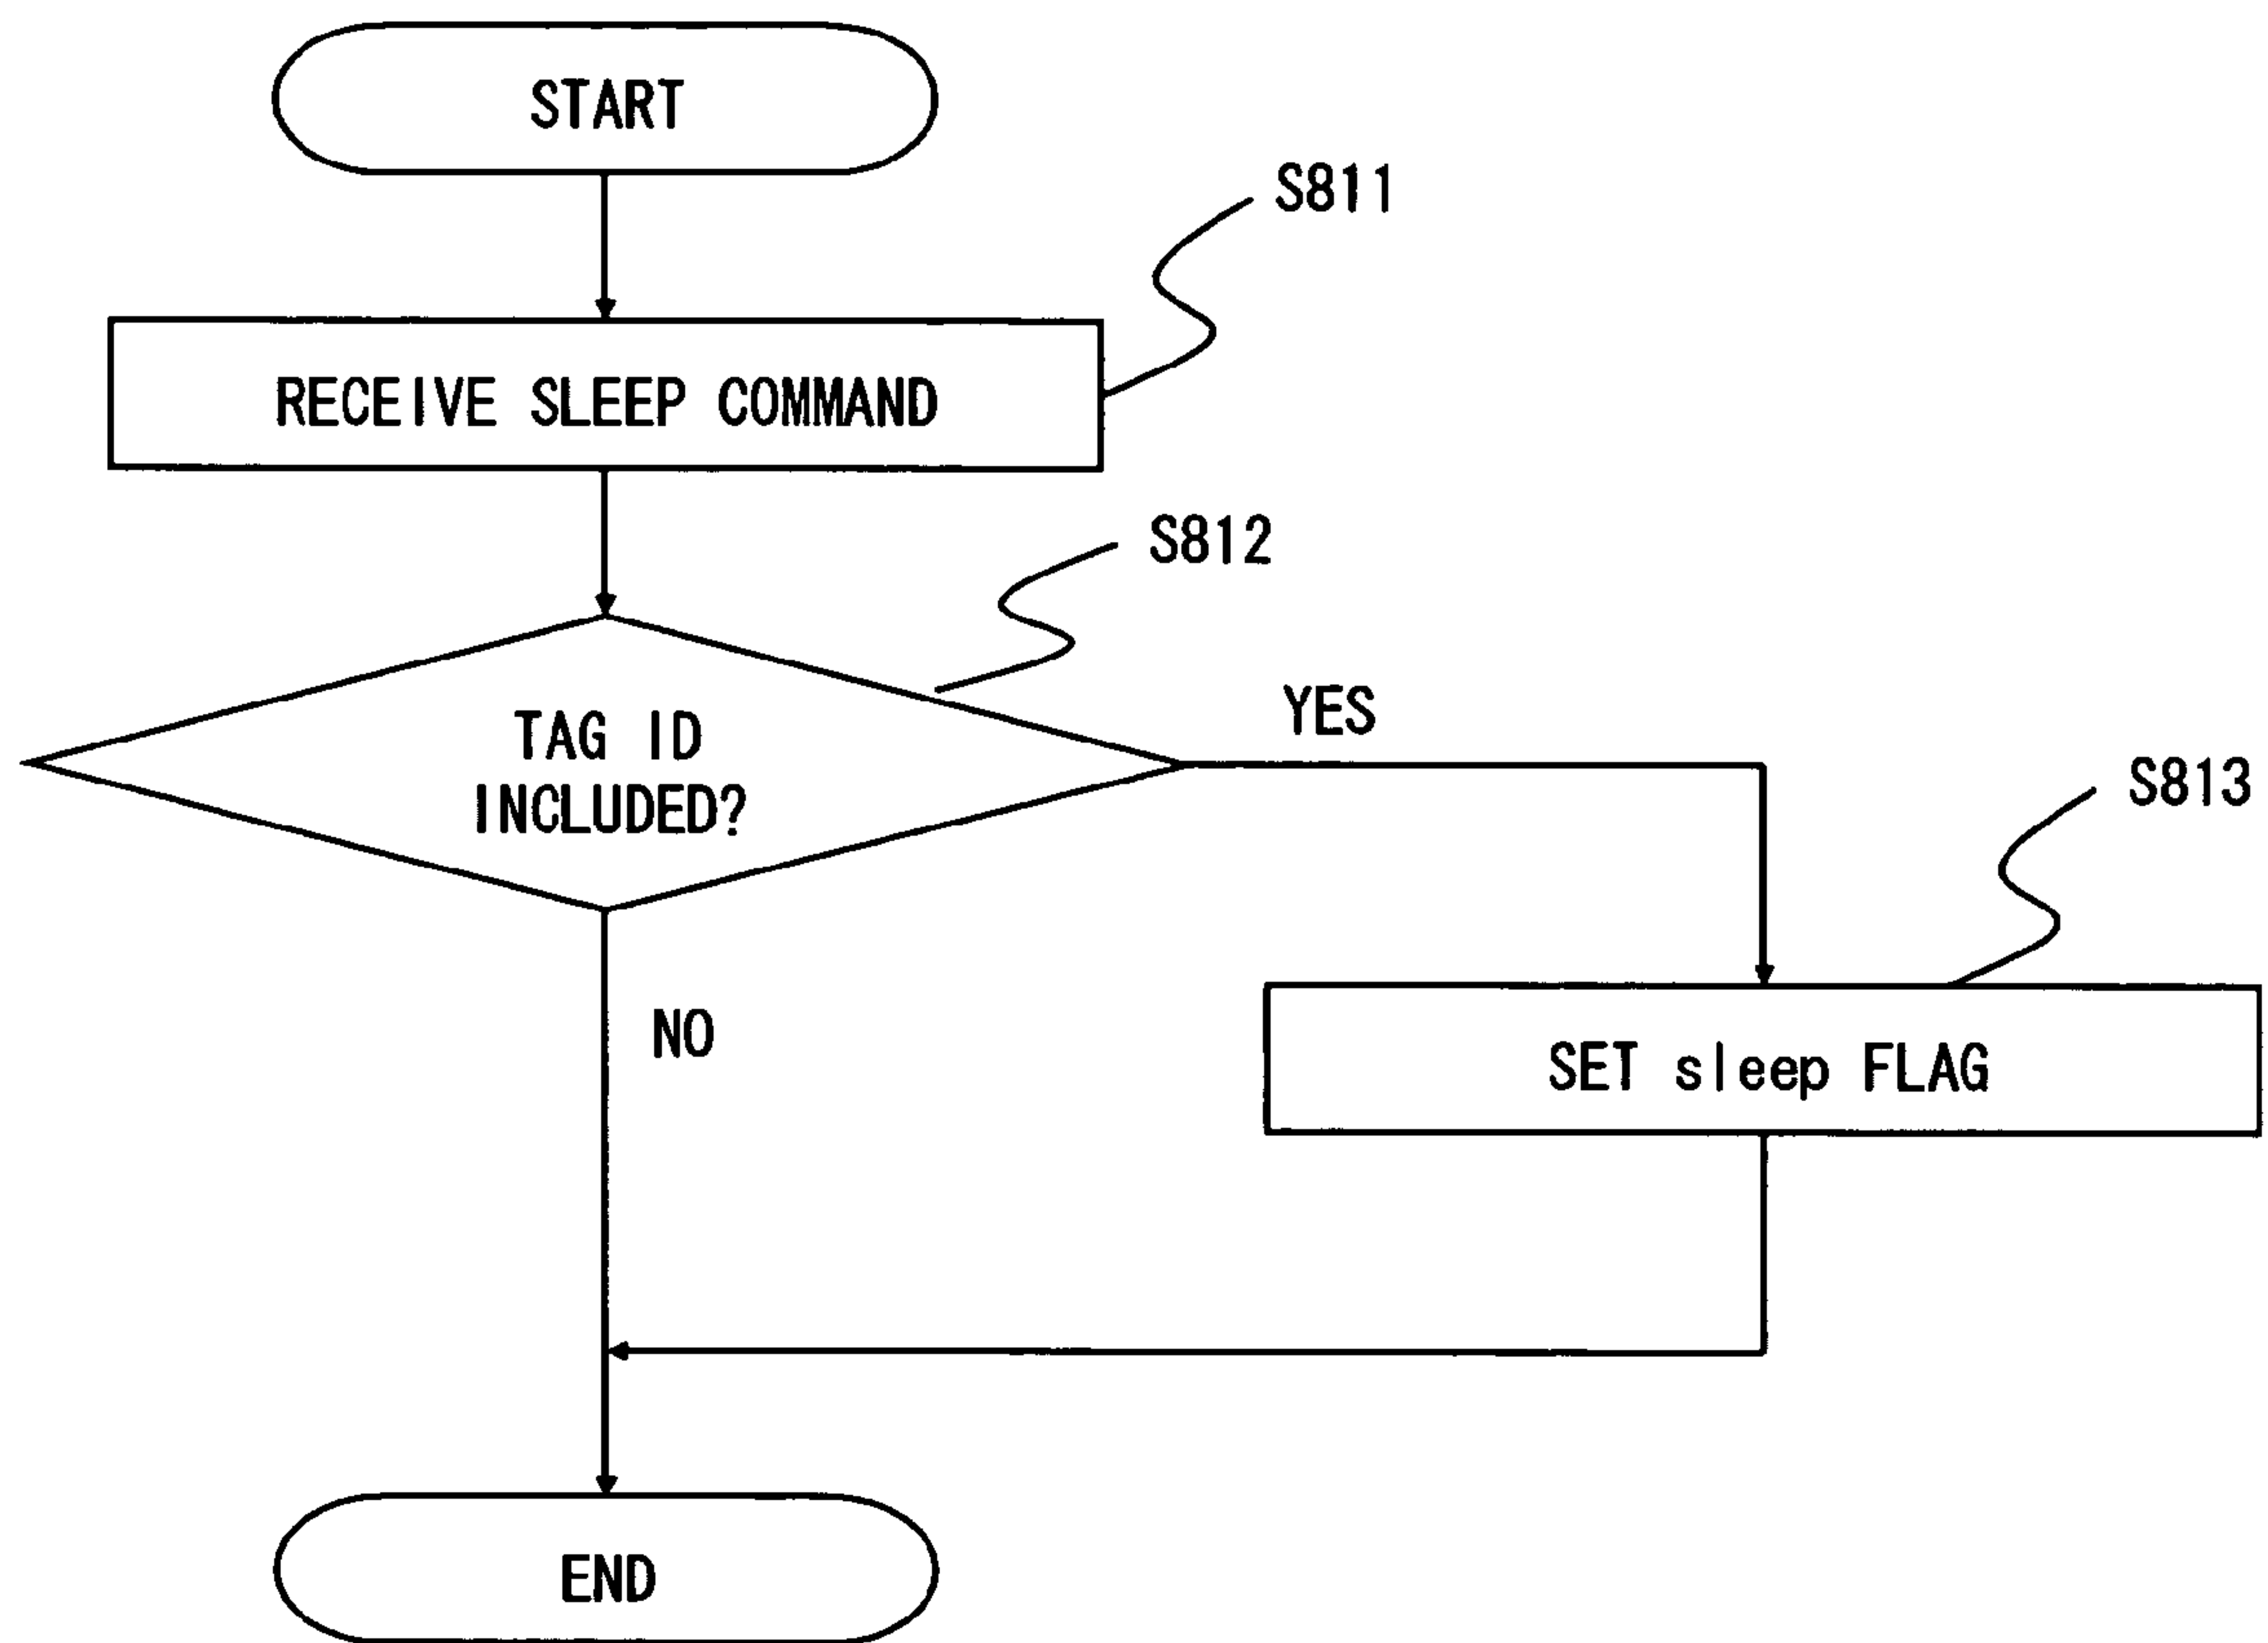 START
S811
RECEIVE SLEEP COMMAND
S812
TAG ID
INCLUDED?
YES
S813
NO
SET sleep FLAG
END